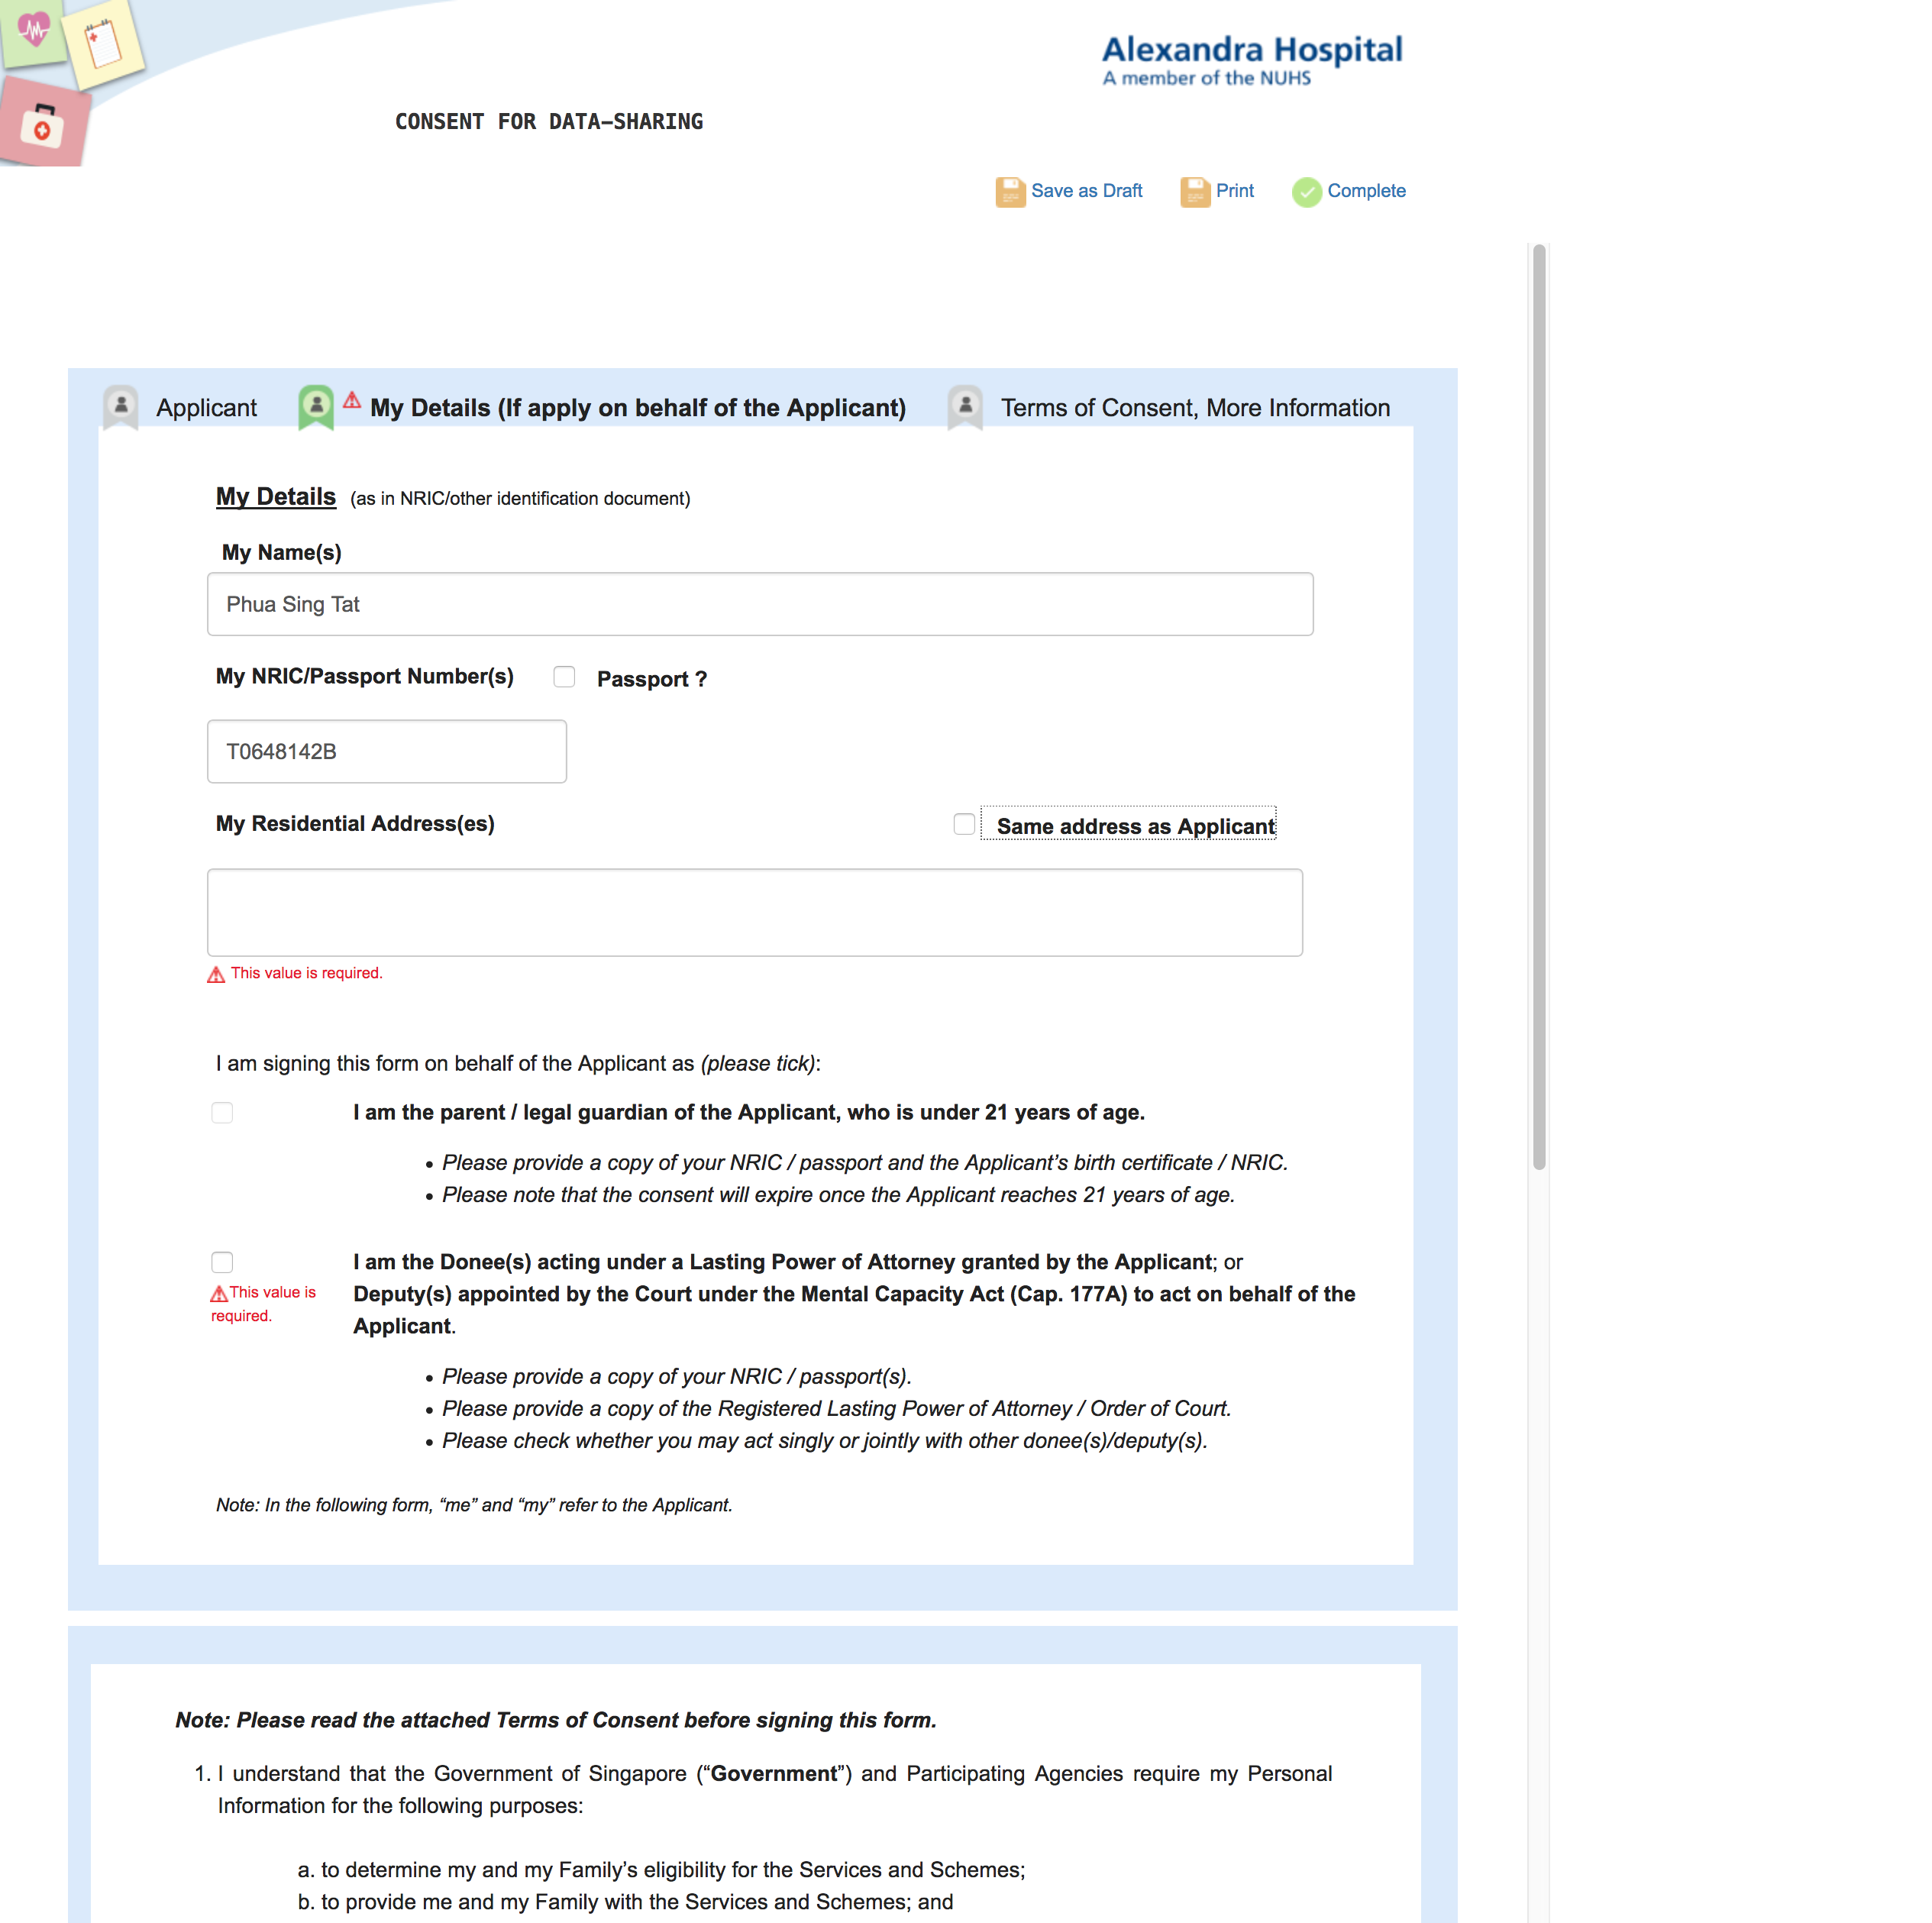 Alexandra Hospital
A member of the NUHS
CONSENT FOR DATA-SHARING
Save as Draft Print Complete
Applicant My Details (If apply on behalf of the Applicant) Terms of Consent, More Information
My Details (as in NRIC/other identification document)
My Name(s)
Phua Sing Tat
My NRIC/Passport Number(s) Passport ?
T0648142B
My Residential Address(es) Same address as Applicant
This value is required.
I am signing this form on behalf of the Applicant as (please tick):
I am the parent / legal guardian of the Applicant, who is under 21 years of age.
• Please provide a copy of your NRIC / passport and the Applicant’s birth certificate / NRIC.
• Please note that the consent will expire once the Applicant reaches 21 years of age.
I am the Donee(s) acting under a Lasting Power of Attorney granted by the Applicant; or
This value is
Deputy(s) appointed by the Court under the Mental Capacity Act (Cap. 177A) to act on behalf of the
required.
Applicant.
• Please provide a copy of your NRIC / passport(s).
• Please provide a copy of the Registered Lasting Power of Attorney / Order of Court.
• Please check whether you may act singly or jointly with other donee(s)/deputy(s).
Note: In the following form, “me” and “my” refer to the Applicant.
Note: Please read the attached Terms of Consent before signing this form.
1. I understand that the Government of Singapore (“Government”) and Participating Agencies require my Personal
Information for the following purposes:
a. to determine my and my Family’s eligibility for the Services and Schemes;
b. to provide me and my Family with the Services and Schemes; and